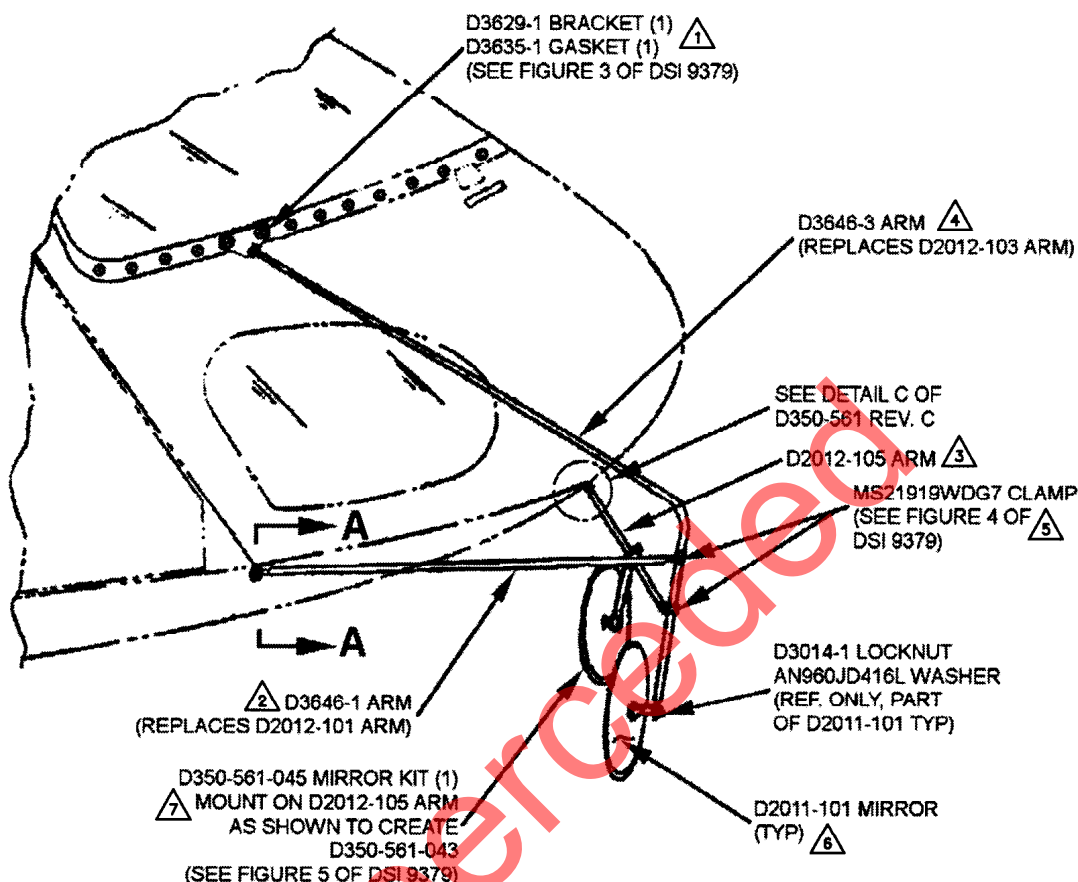 D3629-1 BRACKET (1)
D3635-1 GASKET (1) 1
(SEE FIGURE 3 OF DSI 9379)
D3646-3 ARM 4
(REPLACES D2012-103 ARM)
SEE DETAIL C OF
D350-561 REV. C
D2012-105 ARM 3
MS21919WDG7 CLAMP
(SEE FIGURE 4 OF 5
DSI 9379)
A
A
D3014-1 LOCKNUT
AN960JD416L WASHER
(REF. ONLY, PART
OF D2011-101 TYP)
2 D3646-1 ARM
(REPLACES D2012-101 ARM)
D350-561-045 MIRROR KIT (1)
7 MOUNT ON D2012-105 ARM
AS SHOWN TO CREATE
D350-561-043
(SEE FIGURE 5 OF DSI 9379)
D2011-101 MIRROR
(TYP) 6
erceded